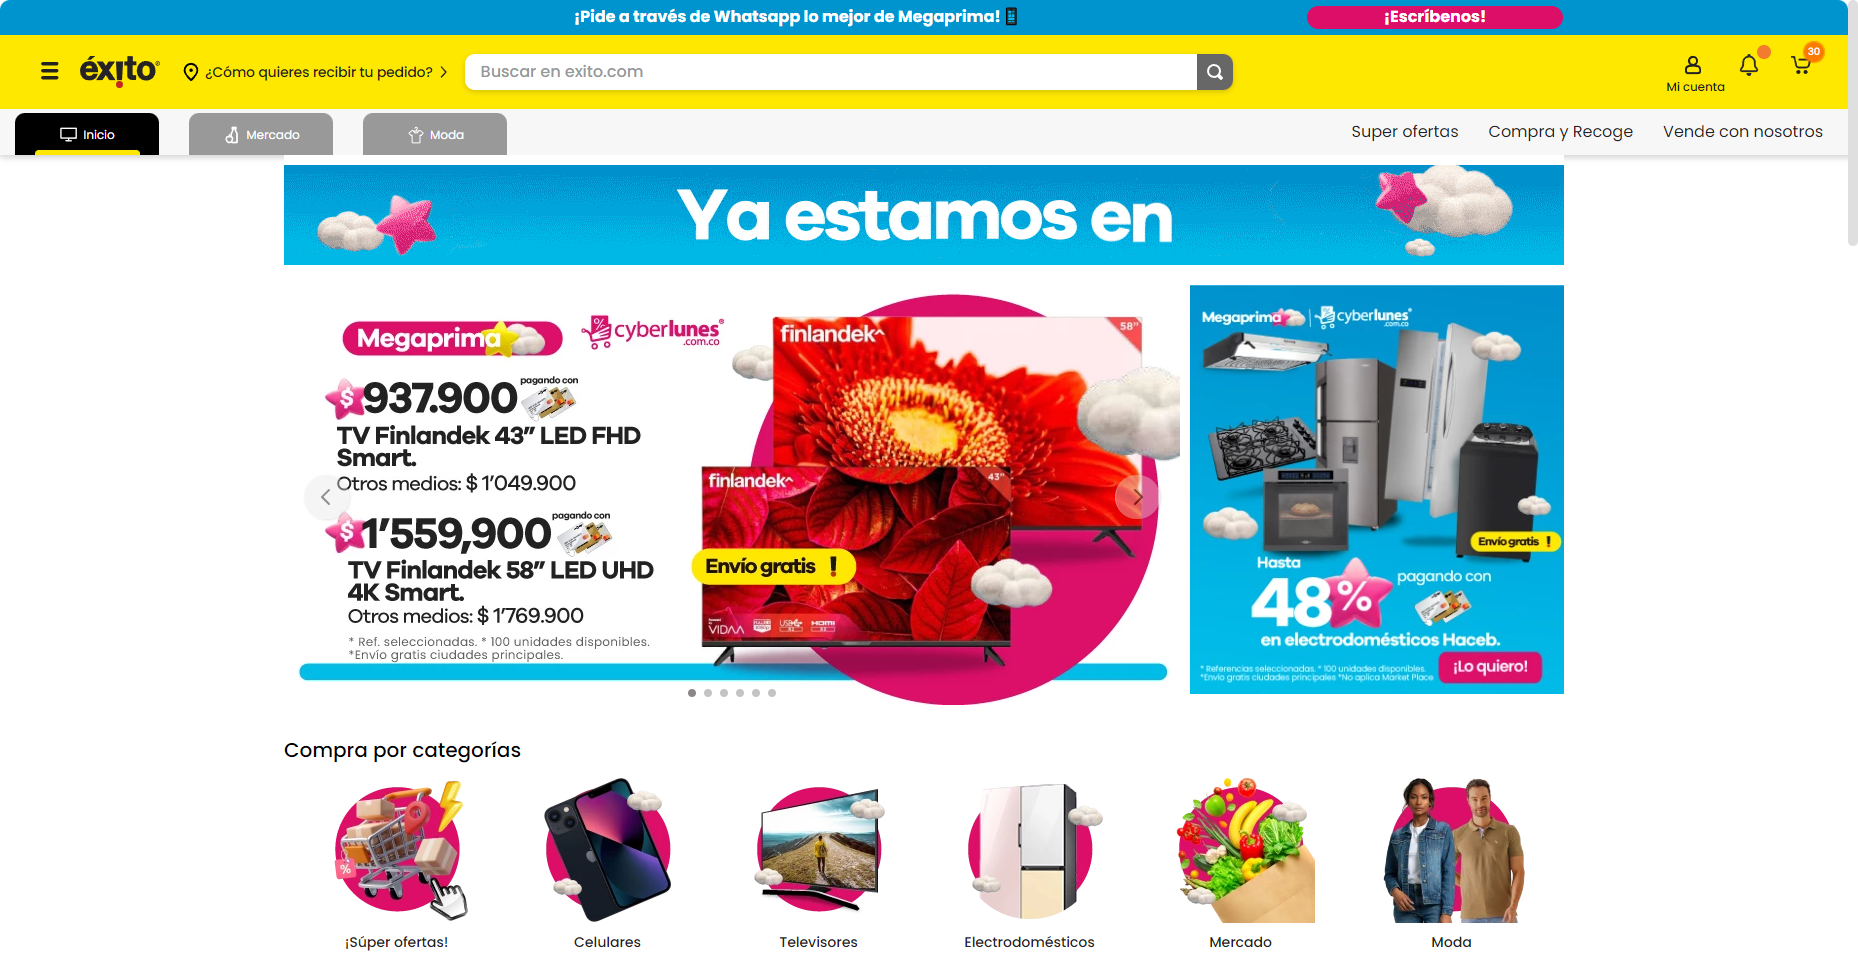 ¡Pide a través de Whatsapp lo mejor de Megaprima!
¡Escríbenos!
éxito
¿Cómo quieres recibir tu pedido?
Buscar en exito.com
Mi cuenta
30
Inicio
Mercado
Moda
Super ofertas
Compra y Recoge
Vende con nosotros
Ya estamos en
Megaprima
cyberlunes
.com.co
$ 937.900
pagando con
TV Finlandek 43” LED FHD
Smart.
Otros medios: $ 1’049.900
$ 1’559,900
pagando con
TV Finlandek 58” LED UHD
4K Smart.
Otros medios: $ 1’769.900
* Ref. seleccionadas. * 100 unidades disponibles.
*Envío gratis ciudades principales.
finlandek
58”
finlandek
43”
Envío gratis !
VIDAA
USB
HDMI
Megaprima
cyberlunes
.com.co
Envío gratis !
Hasta
48%
pagando con
en electrodomésticos Haceb.
* Referencias seleccionadas. * 100 unidades disponibles.
*Envío gratis ciudades principales *No aplica Market Place
¡Lo quiero!
Compra por categorías
%
¡Súper ofertas!
Celulares
Televisores
Electrodomésticos
Mercado
Moda